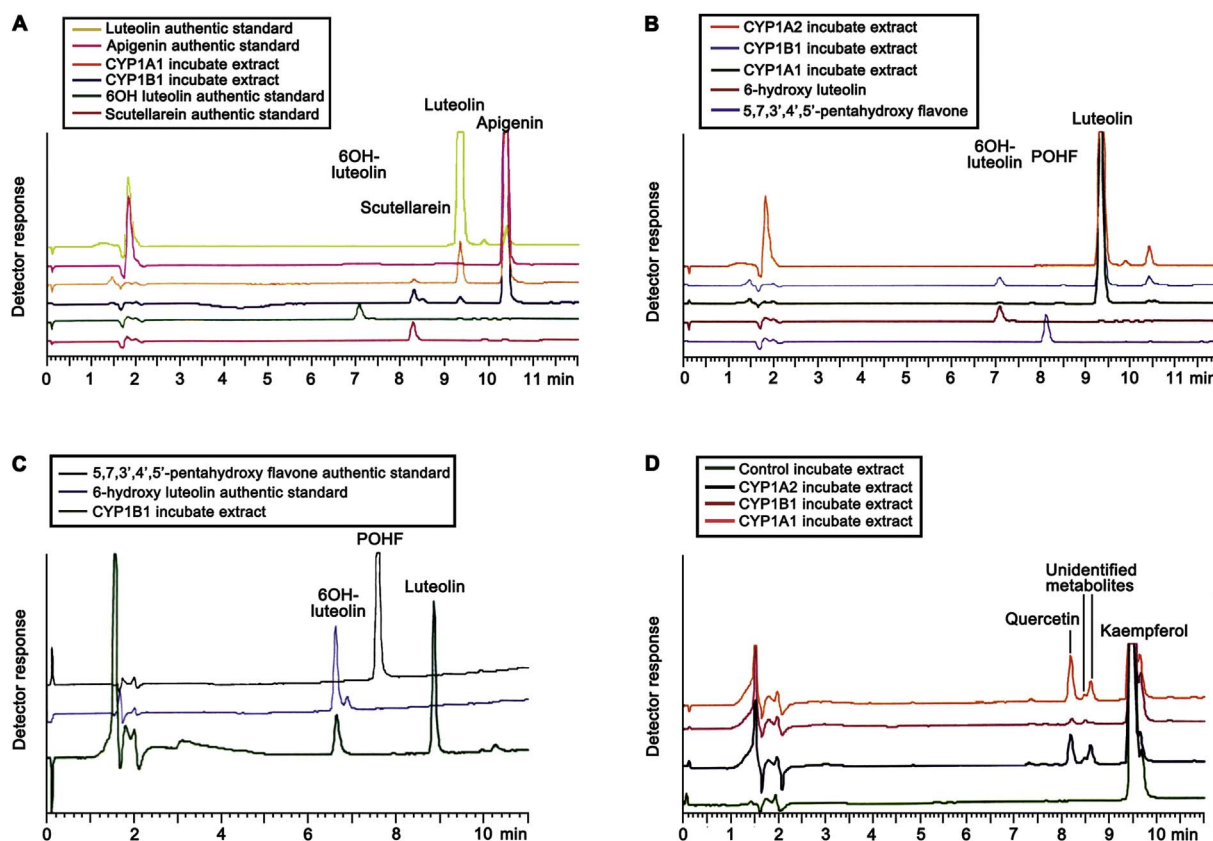 A
Luteolin authentic standard
Apigenin authentic standard
CYP1A1 incubate extract
CYP1B1 incubate extract
6OH luteolin authentic standard
Scutellarein authentic standard
Luteolin
Apigenin
6OH-
luteolin
Scutellarein
Detector response
0 1 2 3 4 5 6 7 8 9 10 11 min
B
CYP1A2 incubate extract
CYP1B1 incubate extract
CYP1A1 incubate extract
6-hydroxy luteolin
5,7,3',4',5'-pentahydroxy flavone
Luteolin
6OH-
luteolin
POHF
Detector response
0 1 2 3 4 5 6 7 8 9 10 11 min
C
5,7,3',4',5'-pentahydroxy flavone authentic standard
6-hydroxy luteolin authentic standard
CYP1B1 incubate extract
POHF
6OH-
luteolin
Luteolin
Detector response
0 2 4 6 8 10 min
D
Control incubate extract
CYP1A2 incubate extract
CYP1B1 incubate extract
CYP1A1 incubate extract
Unidentified
metabolites
Quercetin
Kaempferol
Detector response
0 1 2 3 4 5 6 7 8 9 10 min